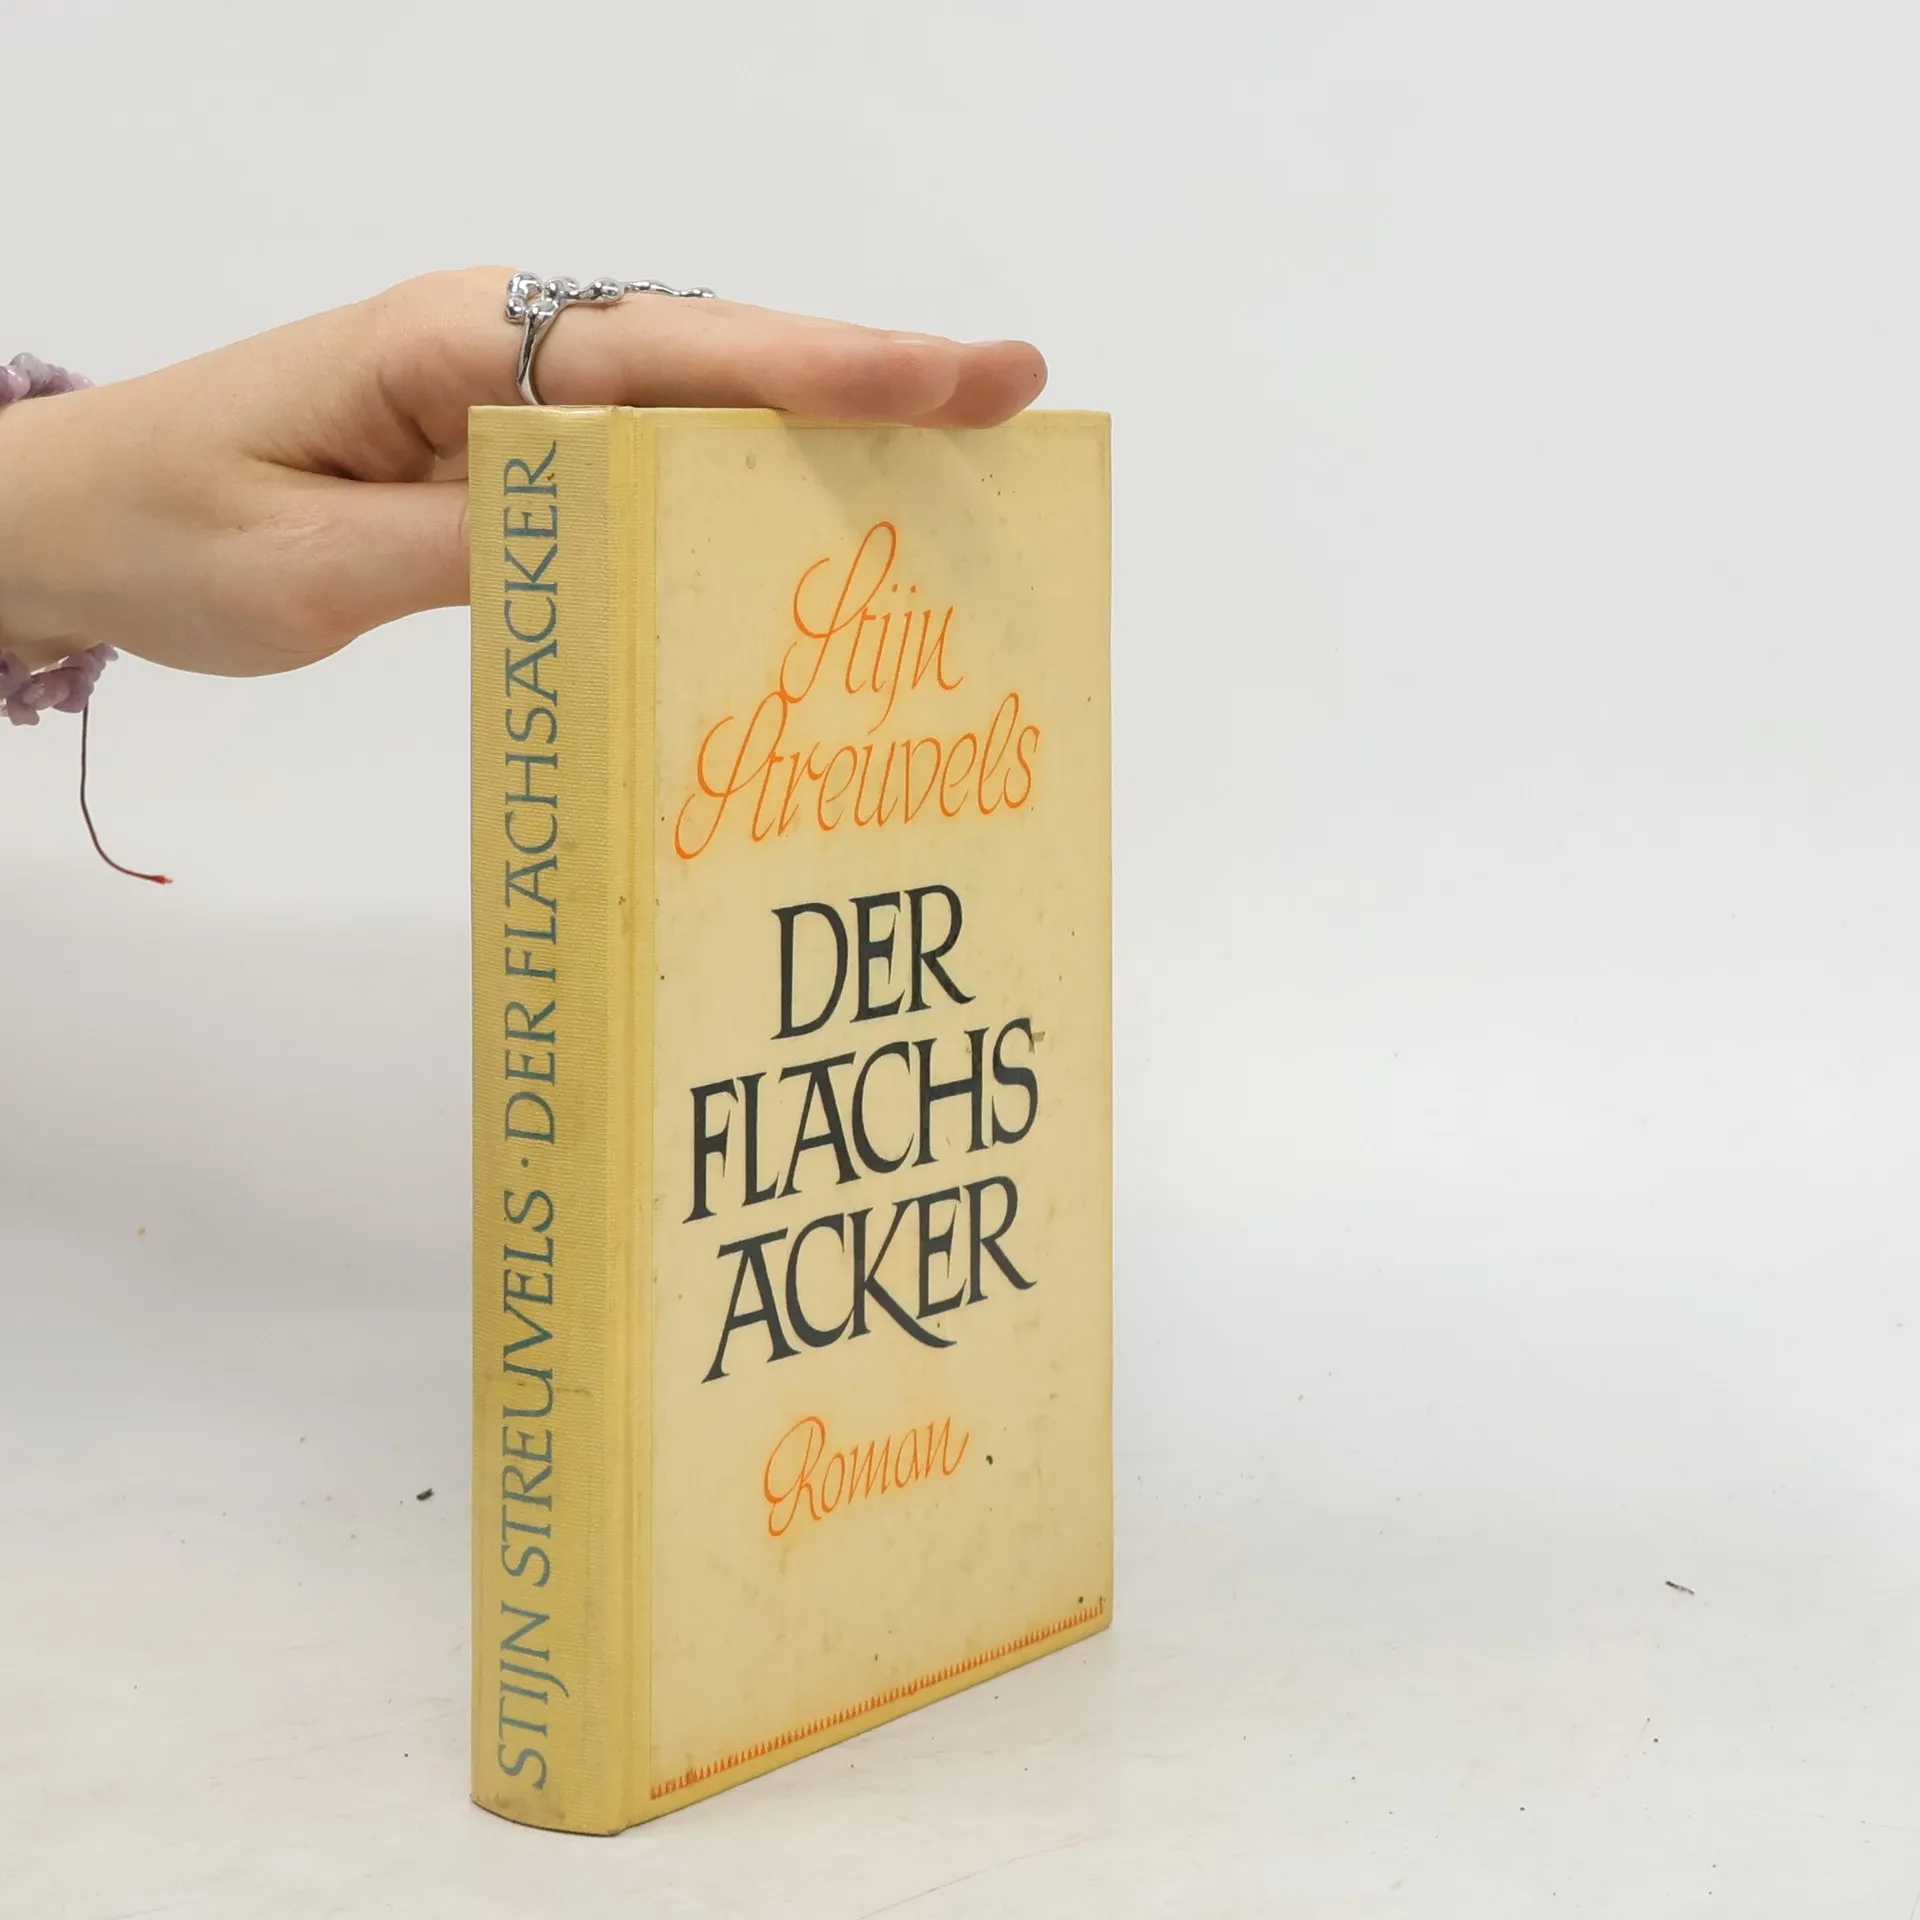 STIJN STREUVELS · DER FLACHSACKER
Stijn
Streuvels
DER
FLACHS
ACKER
Roman